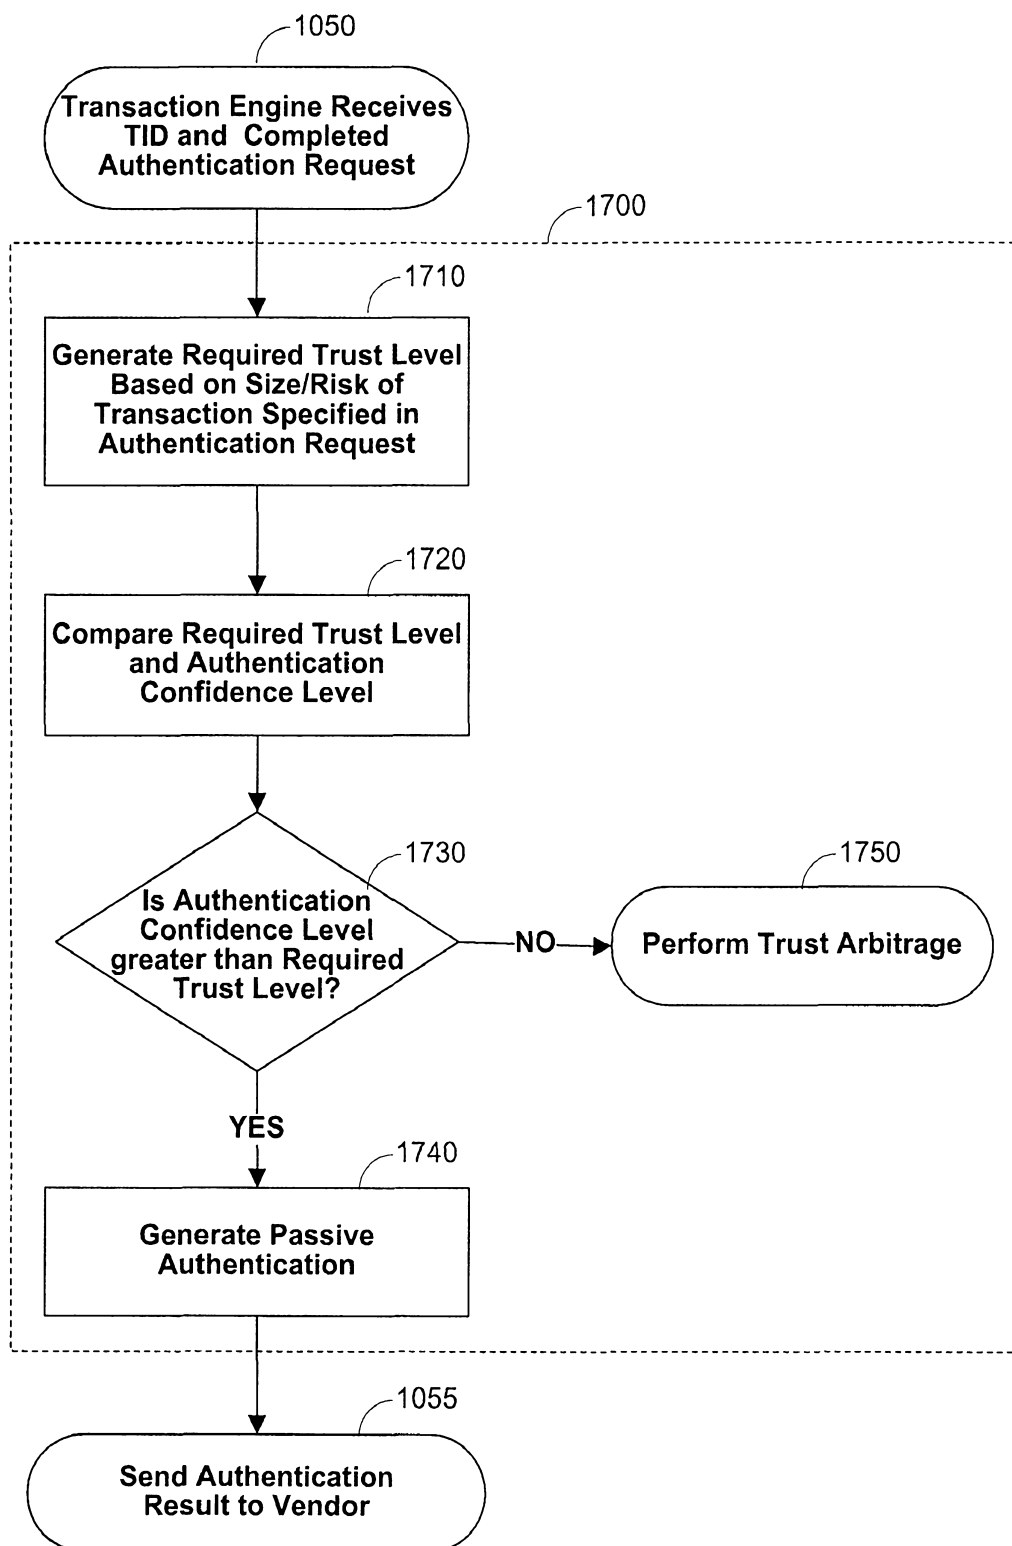 1050
Transaction Engine Receives
TID and Completed
Authentication Request
1700
1710
Generate Required Trust Level
Based on Size/Risk of
Transaction Specified in
Authentication Request
1720
Compare Required Trust Level
and Authentication
Confidence Level
1730
Is Authentication
Confidence Level
greater than Required
Trust Level?
NO
1750
Perform Trust Arbitrage
YES
1740
Generate Passive
Authentication
1055
Send Authentication
Result to Vendor